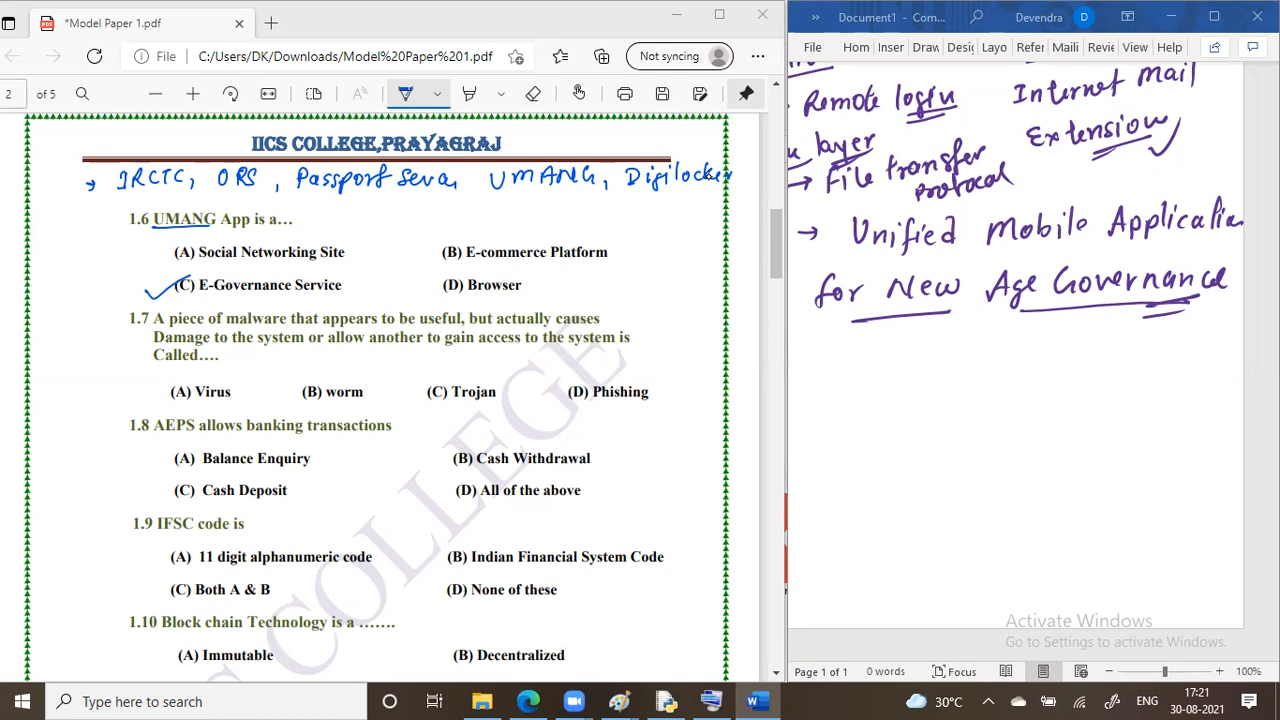 *Model Paper 1.pdf
File C:/Users/DK/Downloads/Model%20Paper%201.pdf Not syncing
2 of 5
IICS COLLEGE,PRAYAGRAJ
→ IRCTC, ORS, Passport Seva, UMANG, Digilocker
1.6 UMANG App is a…
(A) Social Networking Site (B) E-commerce Platform
(C) E-Governance Service (D) Browser
1.7 A piece of malware that appears to be useful, but actually causes
Damage to the system or allow another to gain access to the system is
Called….
(A) Virus (B) worm (C) Trojan (D) Phishing
1.8 AEPS allows banking transactions
(A) Balance Enquiry (B) Cash Withdrawal
(C) Cash Deposit (D) All of the above
1.9 IFSC code is
(A) 11 digit alphanumeric code (B) Indian Financial System Code
(C) Both A & B (D) None of these
1.10 Block chain Technology is a …….
(A) Immutable (B) Decentralized
CS COLLEGE
Document1 - Com... Devendra D
File Hom Inser Draw Desig Layo Refer Maili Revie View Help
Remote login
Internet Mail
Extension
layer
→ File transfer
Protocal
→ Unified Mobile Applicatio
for New Age Governance
Activate Windows
Go to Settings to activate Windows.
Page 1 of 1 0 words Focus 100%
Type here to search
30°C ENG 17:21
30-08-2021